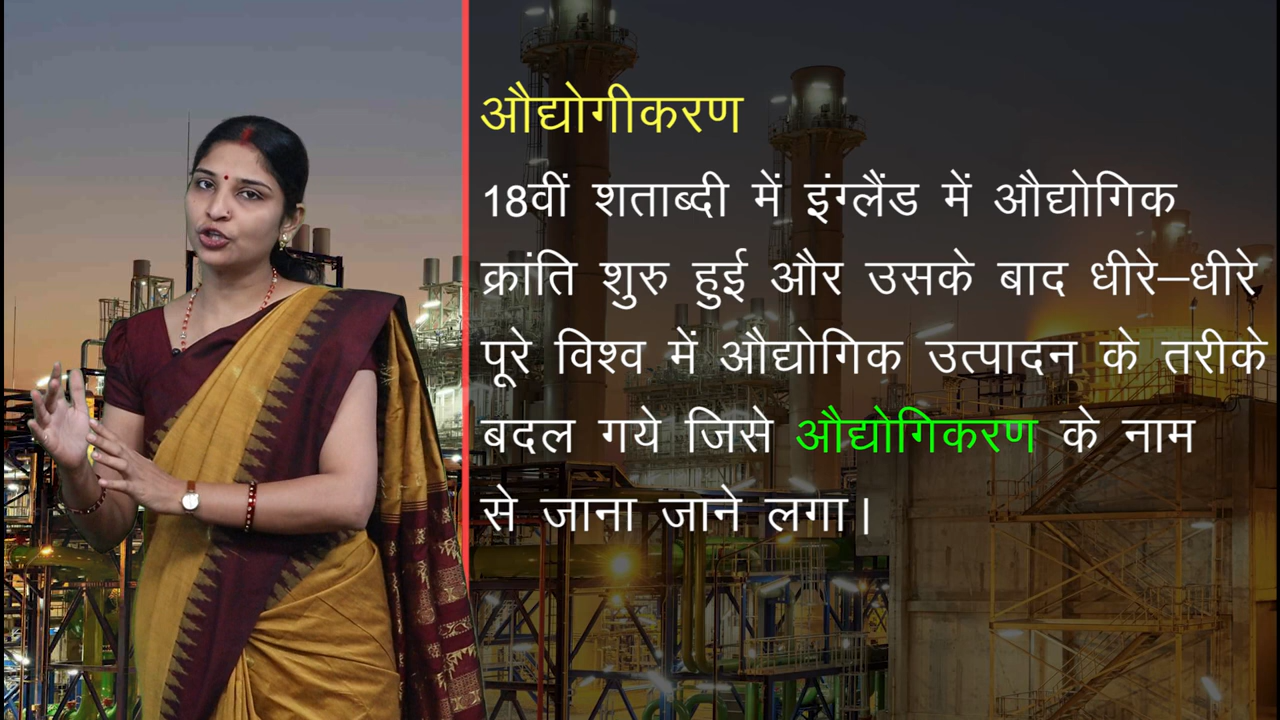 औद्योगीकरण
18वीं शताब्दी में इंग्लैंड में औद्योगिक
क्रांति शुरु हुई और उसके बाद धीरे–धीरे
पूरे विश्व में औद्योगिक उत्पादन के तरीके
बदल गये जिसे औद्योगिकरण के नाम
से जाना जाने लगा।